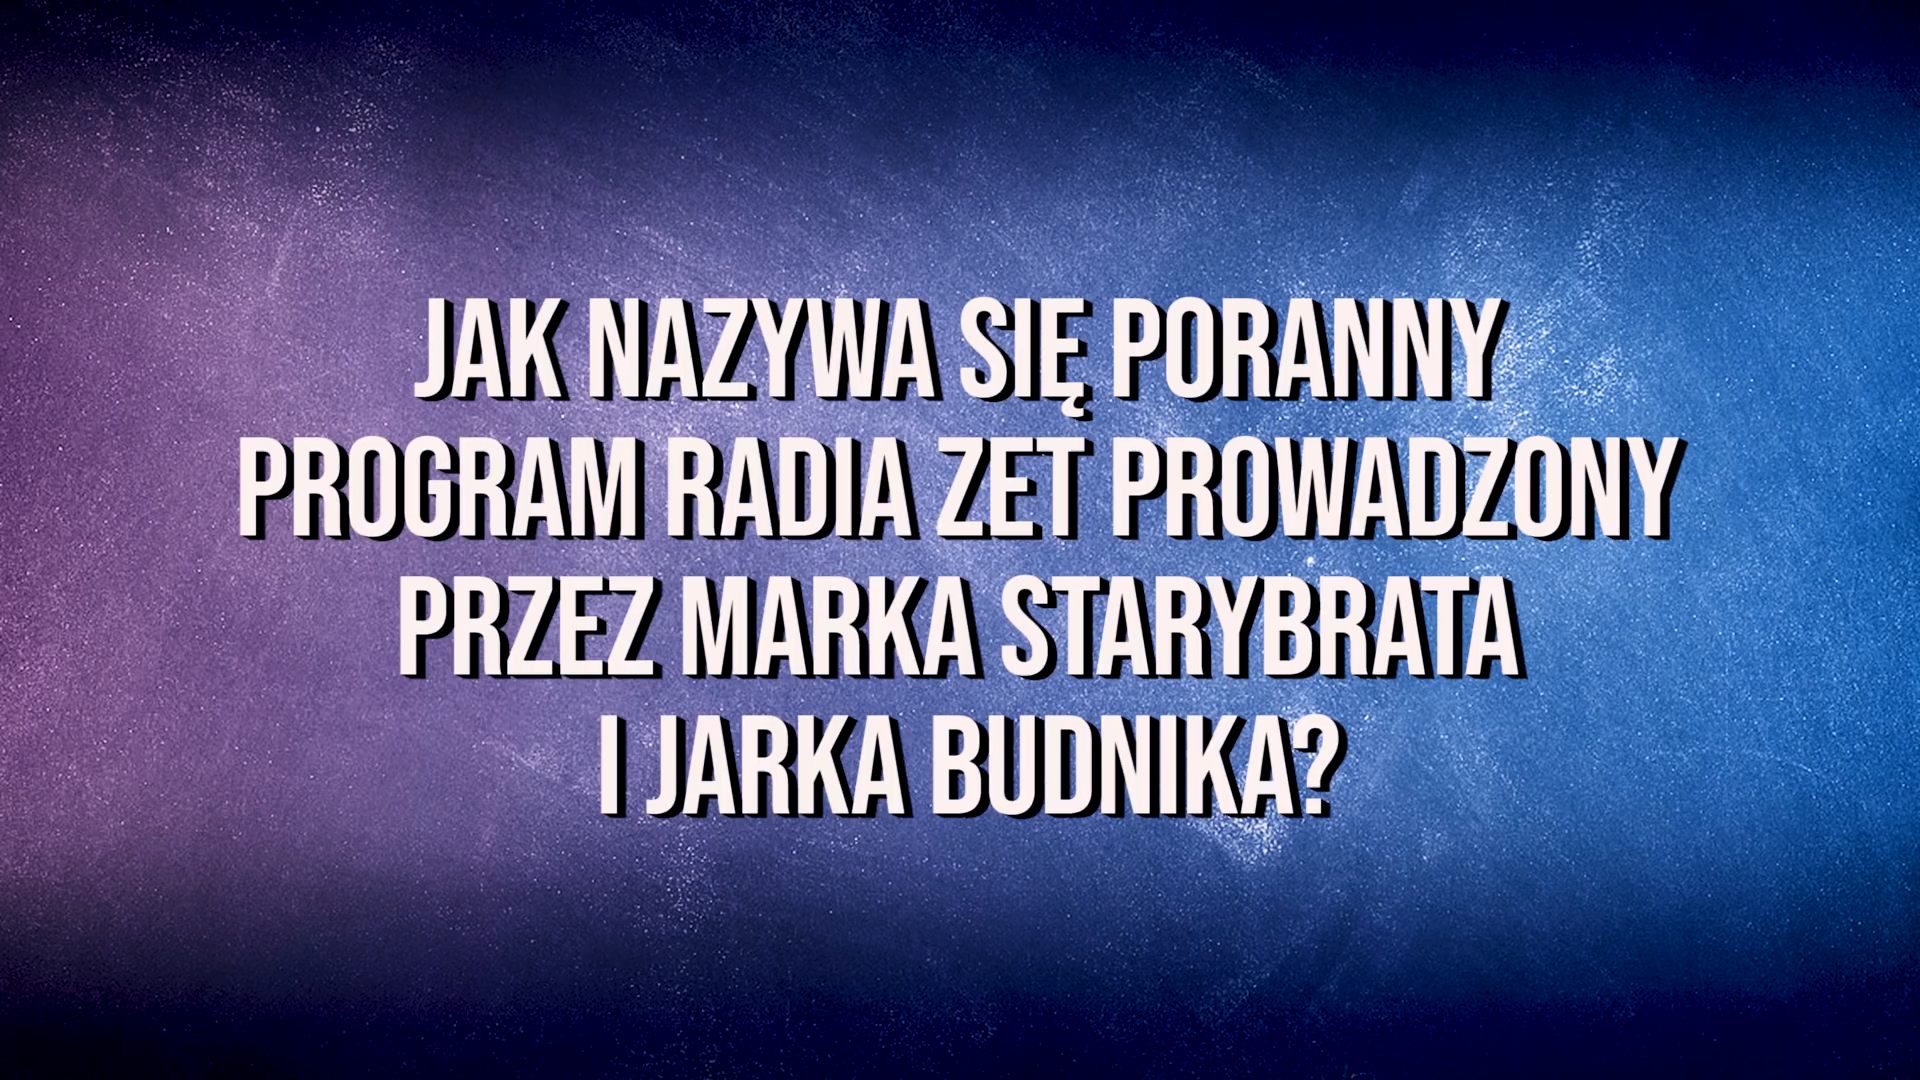 JAK NAZYWA SIĘ PORANNY
PROGRAM RADIA ZET PROWADZONY
PRZEZ MARKA STARYBRATA
I JARKA BUDNIKA?